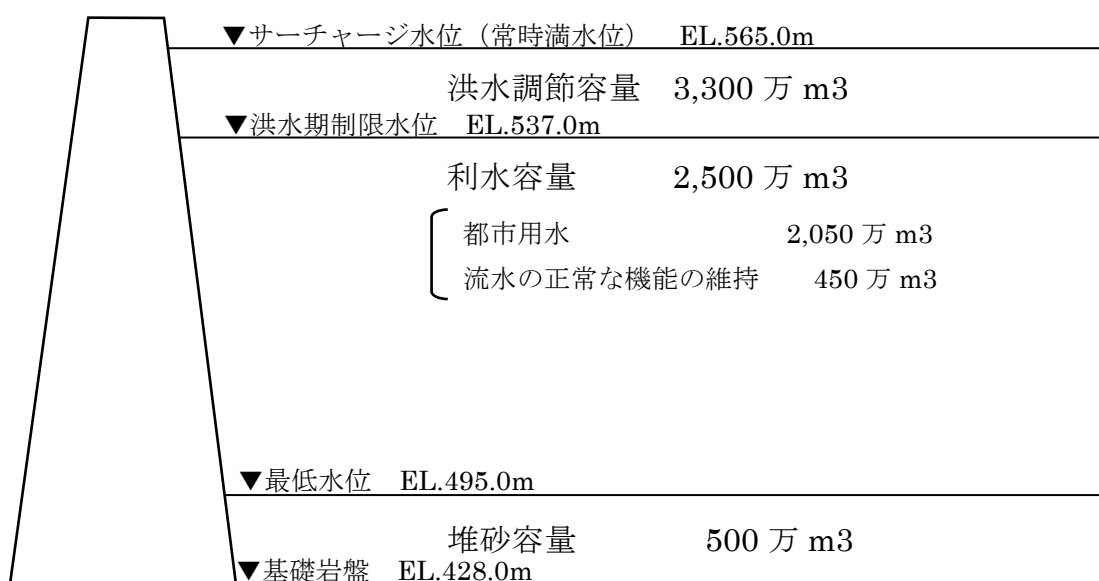 ▼サーチャージ水位（常時満水位）　EL.565.0m
洪水調節容量　3,300 万 m3
▼洪水期制限水位　EL.537.0m
利水容量　2,500 万 m3
都市用水　2,050 万 m3
流水の正常な機能の維持　450 万 m3
▼最低水位　EL.495.0m
堆砂容量　500 万 m3
▼基礎岩盤　EL.428.0m